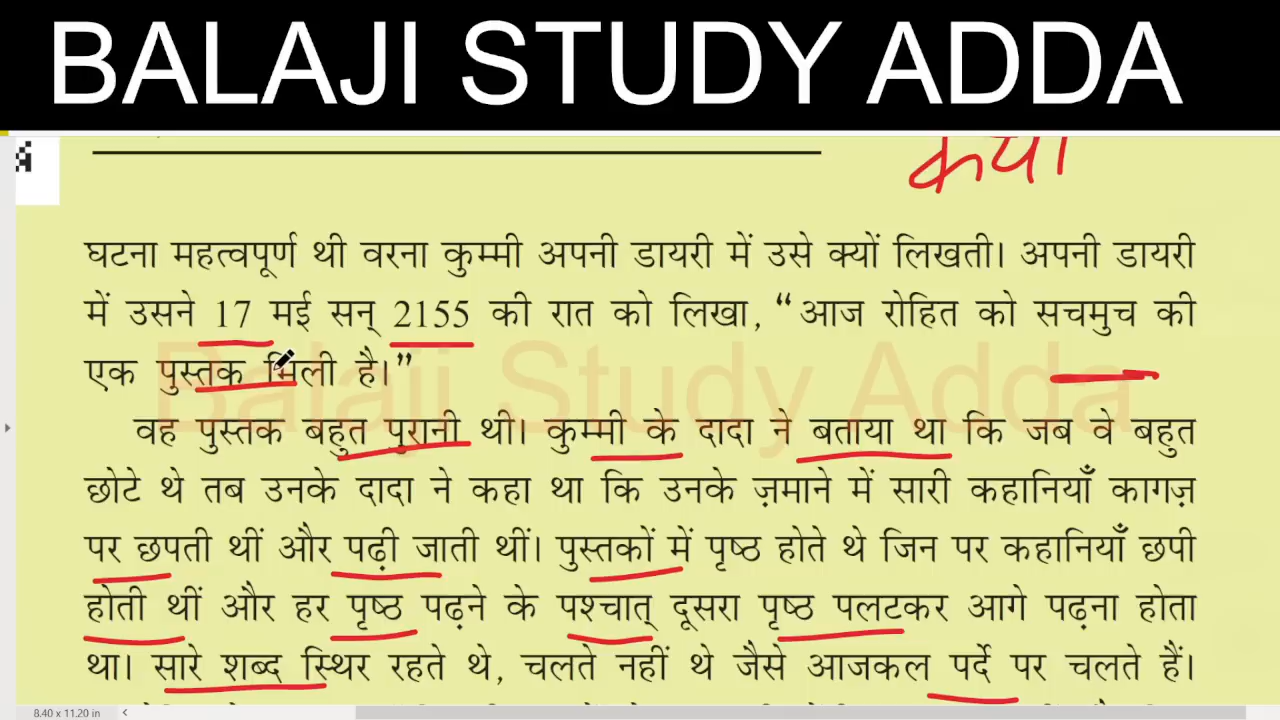 BALAJI STUDY ADDA
क्या
घटना महत्वपूर्ण थी वरना कुम्मी अपनी डायरी में उसे क्यों लिखती। अपनी डायरी
में उसने 17 मई सन् 2155 की रात को लिखा, “आज रोहित को सचमुच की
एक पुस्तक मिली है।”
Balaji Study Adda
वह पुस्तक बहुत पुरानी थी। कुम्मी के दादा ने बताया था कि जब वे बहुत
छोटे थे तब उनके दादा ने कहा था कि उनके ज़माने में सारी कहानियाँ कागज़
पर छपती थीं और पढ़ी जाती थीं। पुस्तकों में पृष्ठ होते थे जिन पर कहानियाँ छपी
होती थीं और हर पृष्ठ पढ़ने के पश्चात् दूसरा पृष्ठ पलटकर आगे पढ़ना होता
था। सारे शब्द स्थिर रहते थे, चलते नहीं थे जैसे आजकल पर्दे पर चलते हैं।
8.40 x 11.20 in